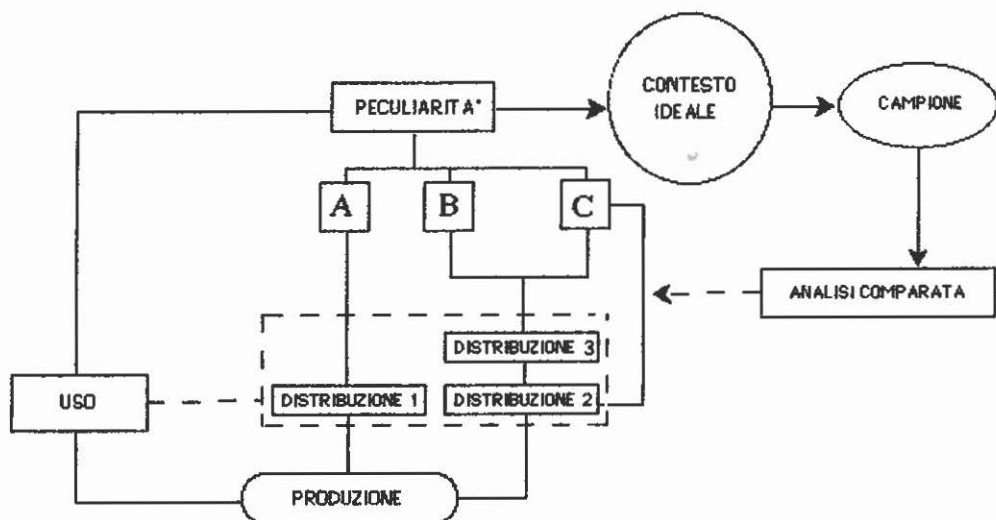 PECULIARITA'
CONTESTO
IDEALE
CAMPIONE
A
B
C
ANALISI COMPARATA
DISTRIBUZIONE 3
USO
DISTRIBUZIONE 1
DISTRIBUZIONE 2
PRODUZIONE